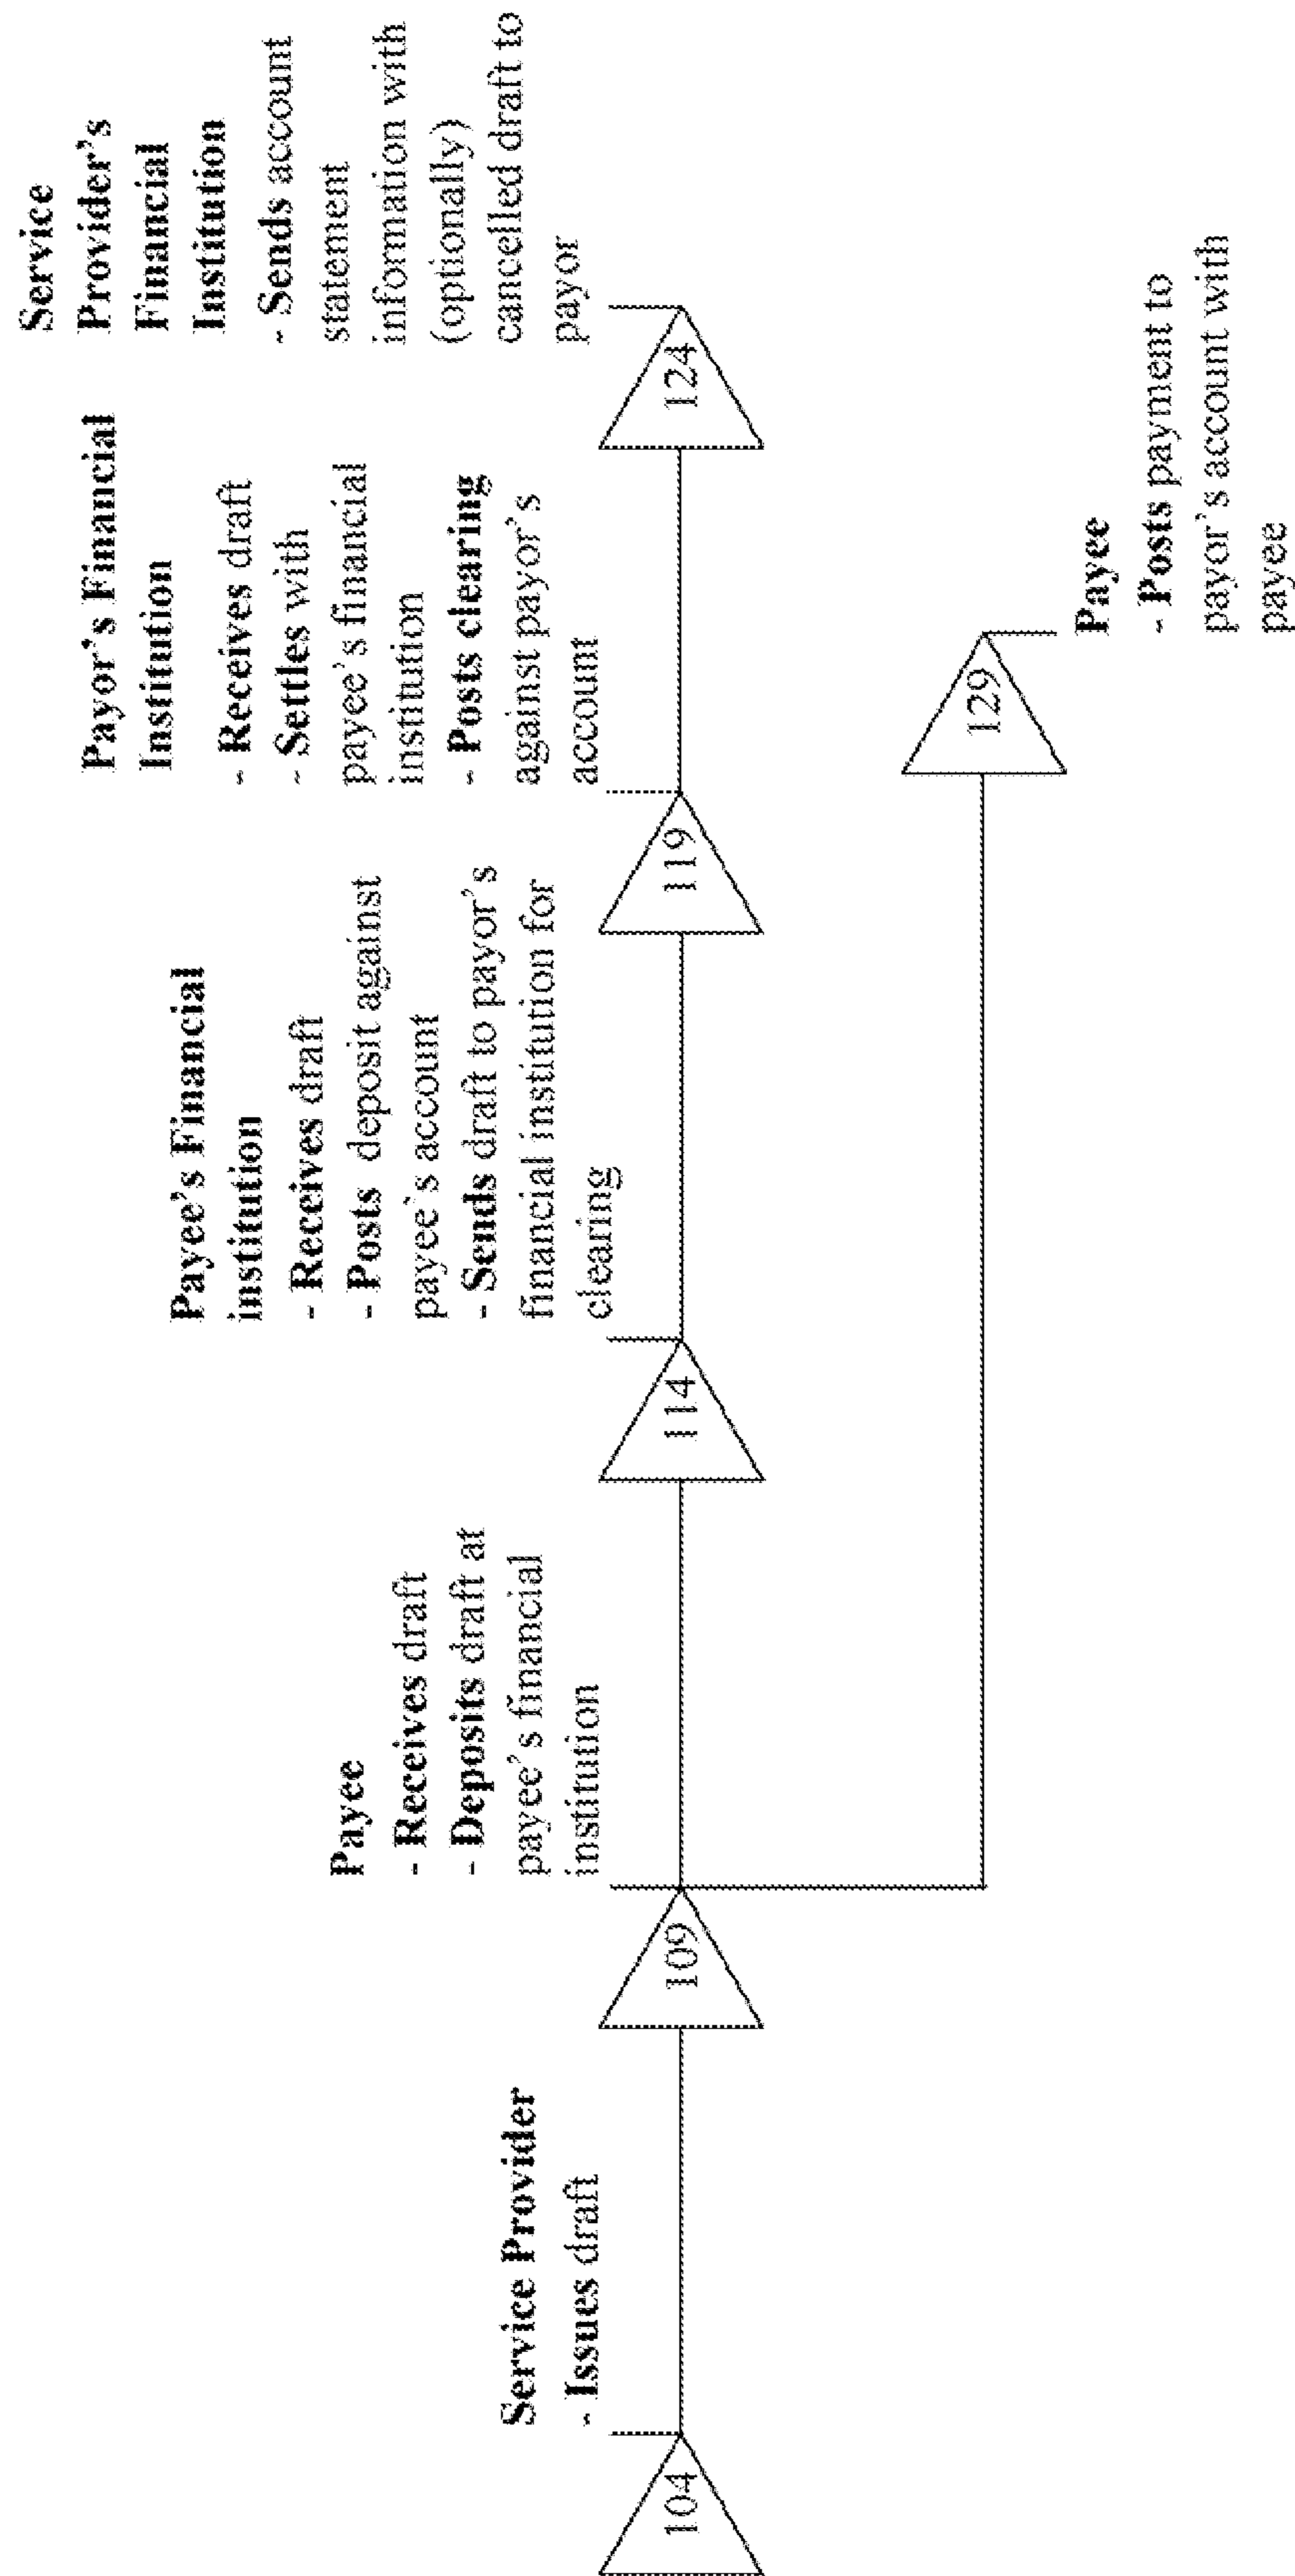 Service Provider
- Issues draft
104
Payee
- Receives draft
- Deposits draft at
payee's financial
institution
109
Payee's Financial
institution
- Receives draft
- Posts deposit against
payee`s account
- Sends draft to payor's
financial institution for
clearing
114
Payor's Financial
Institution
- Receives draft
- Settles with
payee's financial
institution
- Posts clearing
against payor's
account
119
Service
Provider's
Financial
Institution
- Sends account
statement
information with
(optionally)
cancelled draft to
payor
124
129
Payee
- Posts payment to
payor's account with
payee